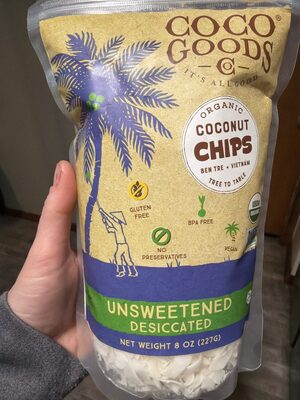 COCO
GOODS
CO
IT'S ALL GOOD
ORGANIC
COCONUT
CHIPS
BEN TRE • VIETNAM
TREE TO TABLE
USDA
GLUTEN
FREE
BPA FREE
NO
PRESERVATIVES
VEGAN
UNSWEETENED
DESICCATED
NET WEIGHT 8 OZ (227G)